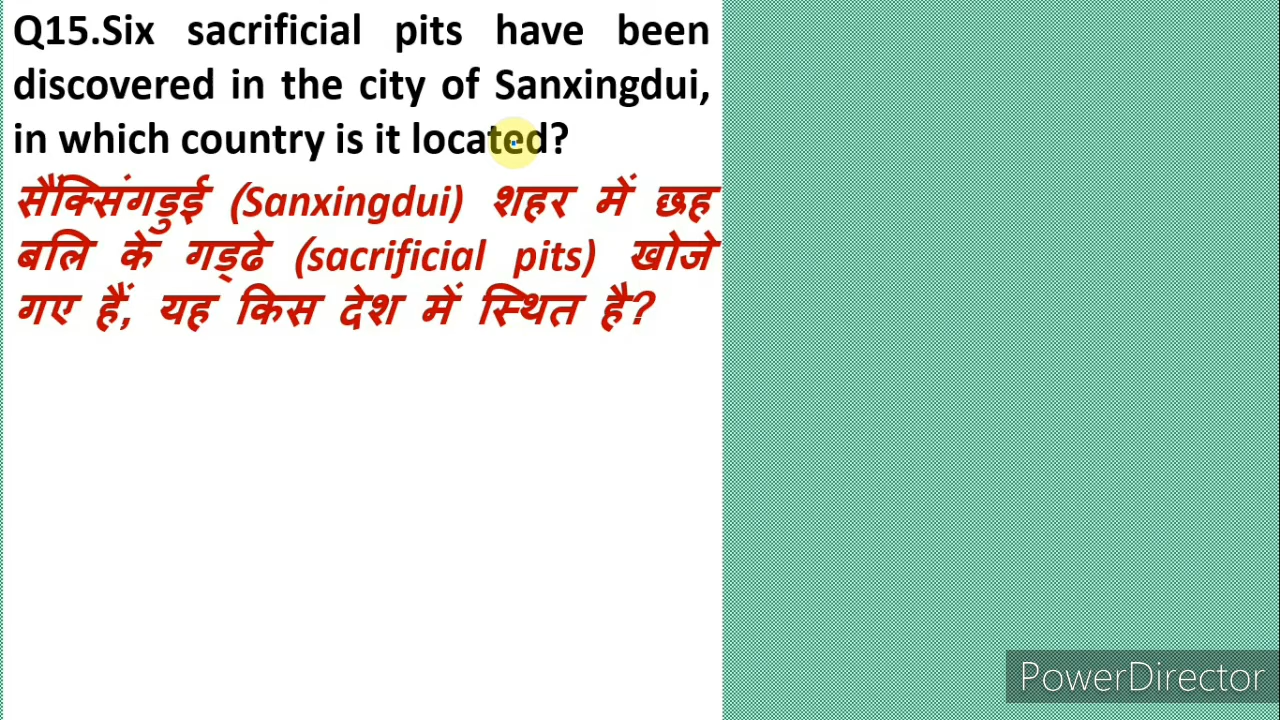 Q15.Six sacrificial pits have been
discovered in the city of Sanxingdui,
in which country is it located?
सैंक्सिंगडुई (Sanxingdui) शहर में छह
बलि के गड्ढे (sacrificial pits) खोजे
गए हैं, यह किस देश में स्थित है?
PowerDirector